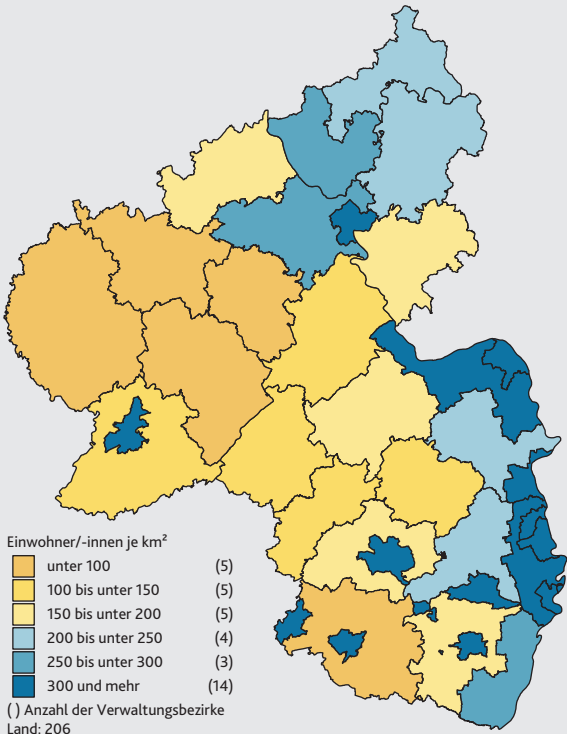 Einwohner/-innen je km²
unter 100 (5)
100 bis unter 150 (5)
150 bis unter 200 (5)
200 bis unter 250 (4)
250 bis unter 300 (3)
300 und mehr (14)
( ) Anzahl der Verwaltungsbezirke
Land: 206